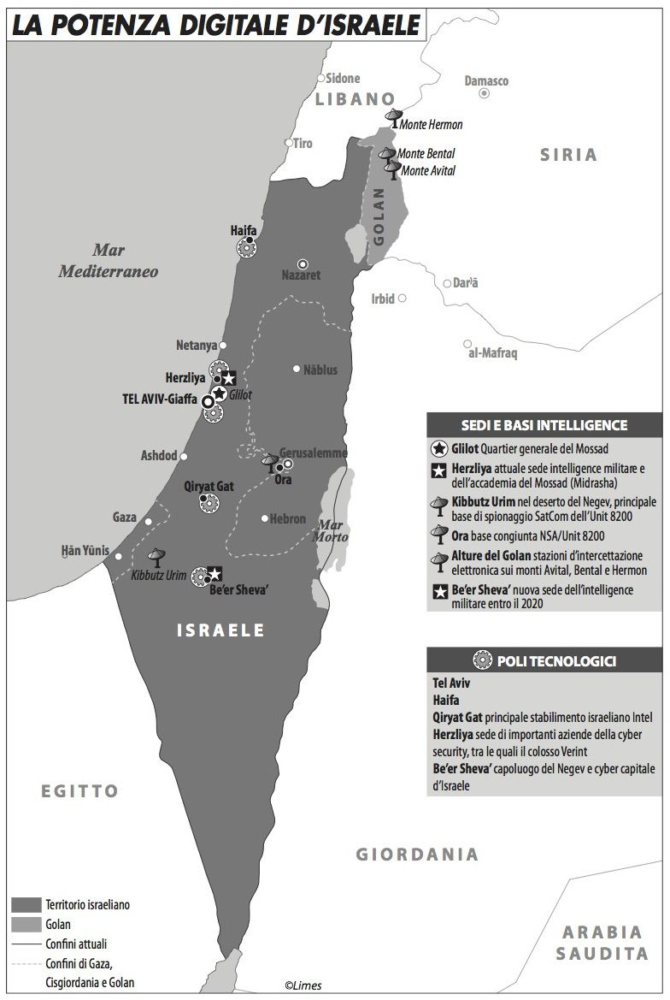 LA POTENZA DIGITALE D'ISRAELE
Sidone
LIBANO
Damasco
Monte Hermon
Tiro
Monte Bental
SIRIA
Monte Avital
GOLAN
Haifa
Mar
Mediterraneo
Nazaret
Dar'ā
Irbid
Netanya
al-Mafraq
Herzliya
Nāblus
Glilot
TEL AVIV-Giaffa
Ashdod
Gerusalemme
Ora
Qiryat Gat
Gaza
Hebron
Mar
Morto
Hān Yūnis
Kibbutz Urim
Be'er Sheva'
ISRAELE
EGITTO
GIORDANIA
ARABIA
SAUDITA
SEDI E BASI INTELLIGENCE
Glilot Quartier generale del Mossad
Herzliya attuale sede intelligence militare e
dell'accademia del Mossad (Midrasha)
Kibbutz Urim nel deserto del Negev, principale
base di spionaggio SatCom dell'Unit 8200
Ora base congiunta NSA/Unit 8200
Alture del Golan stazioni d'intercettazione
elettronica sui monti Avital, Bental e Hermon
Be'er Sheva' nuova sede dell'intelligence
militare entro il 2020
POLI TECNOLOGICI
Tel Aviv
Haifa
Qiryat Gat principale stabilimento israeliano Intel
Herzliya sede di importanti aziende della cyber
security, tra le quali il colosso Verint
Be'er Sheva' capoluogo del Negev e cyber capitale
d'Israele
Territorio israeliano
Golan
Confini attuali
Confini di Gaza,
Cisgiordania e Golan
©Limes